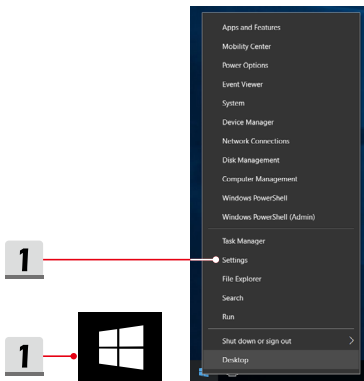 Apps and Features
Mobility Center
Power Options
Event Viewer
System
Device Manager
Network Connections
Disk Management
Computer Management
Windows PowerShell
Windows PowerShell (Admin)
Task Manager
1
Settings
File Explorer
Search
Run
1
Shut down or sign out
Desktop